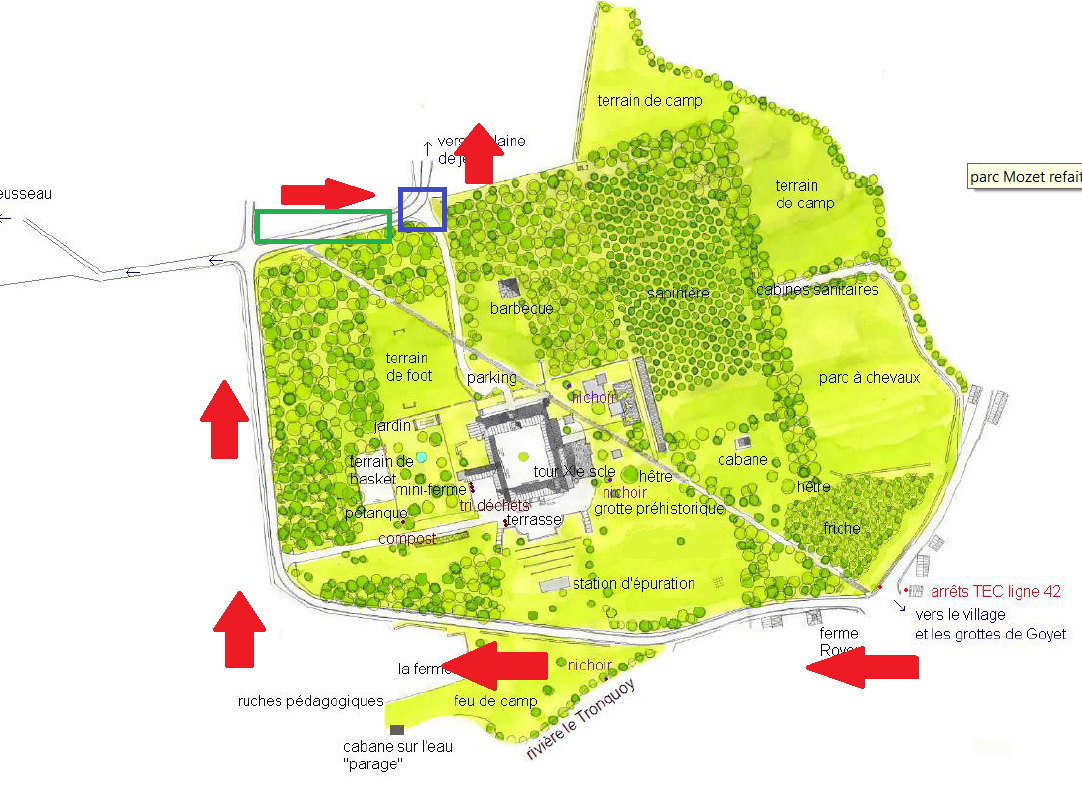 terrain de camp
vers
laine
de
parc Mozet refait
terrain
de camp
eusseau
cabines sanitaires
sapinière
barbecue
terrain
de foot
parking
parc à chevaux
nichoir
jardin
terrain de
basket
tour XIe scle
cabane
hêtre
mini-ferme
nichoir
hêtre
tri déchets
grotte préhistorique
pétanque
terrasse
friche
compost
station d'épuration
arrêts TEC ligne 42
vers le village
et les grottes de Goyet
ferme
la ferme
nichoir
ruches pédagogiques
feu de camp
rivière le Tronquoy
cabane sur l'eau
"parage"